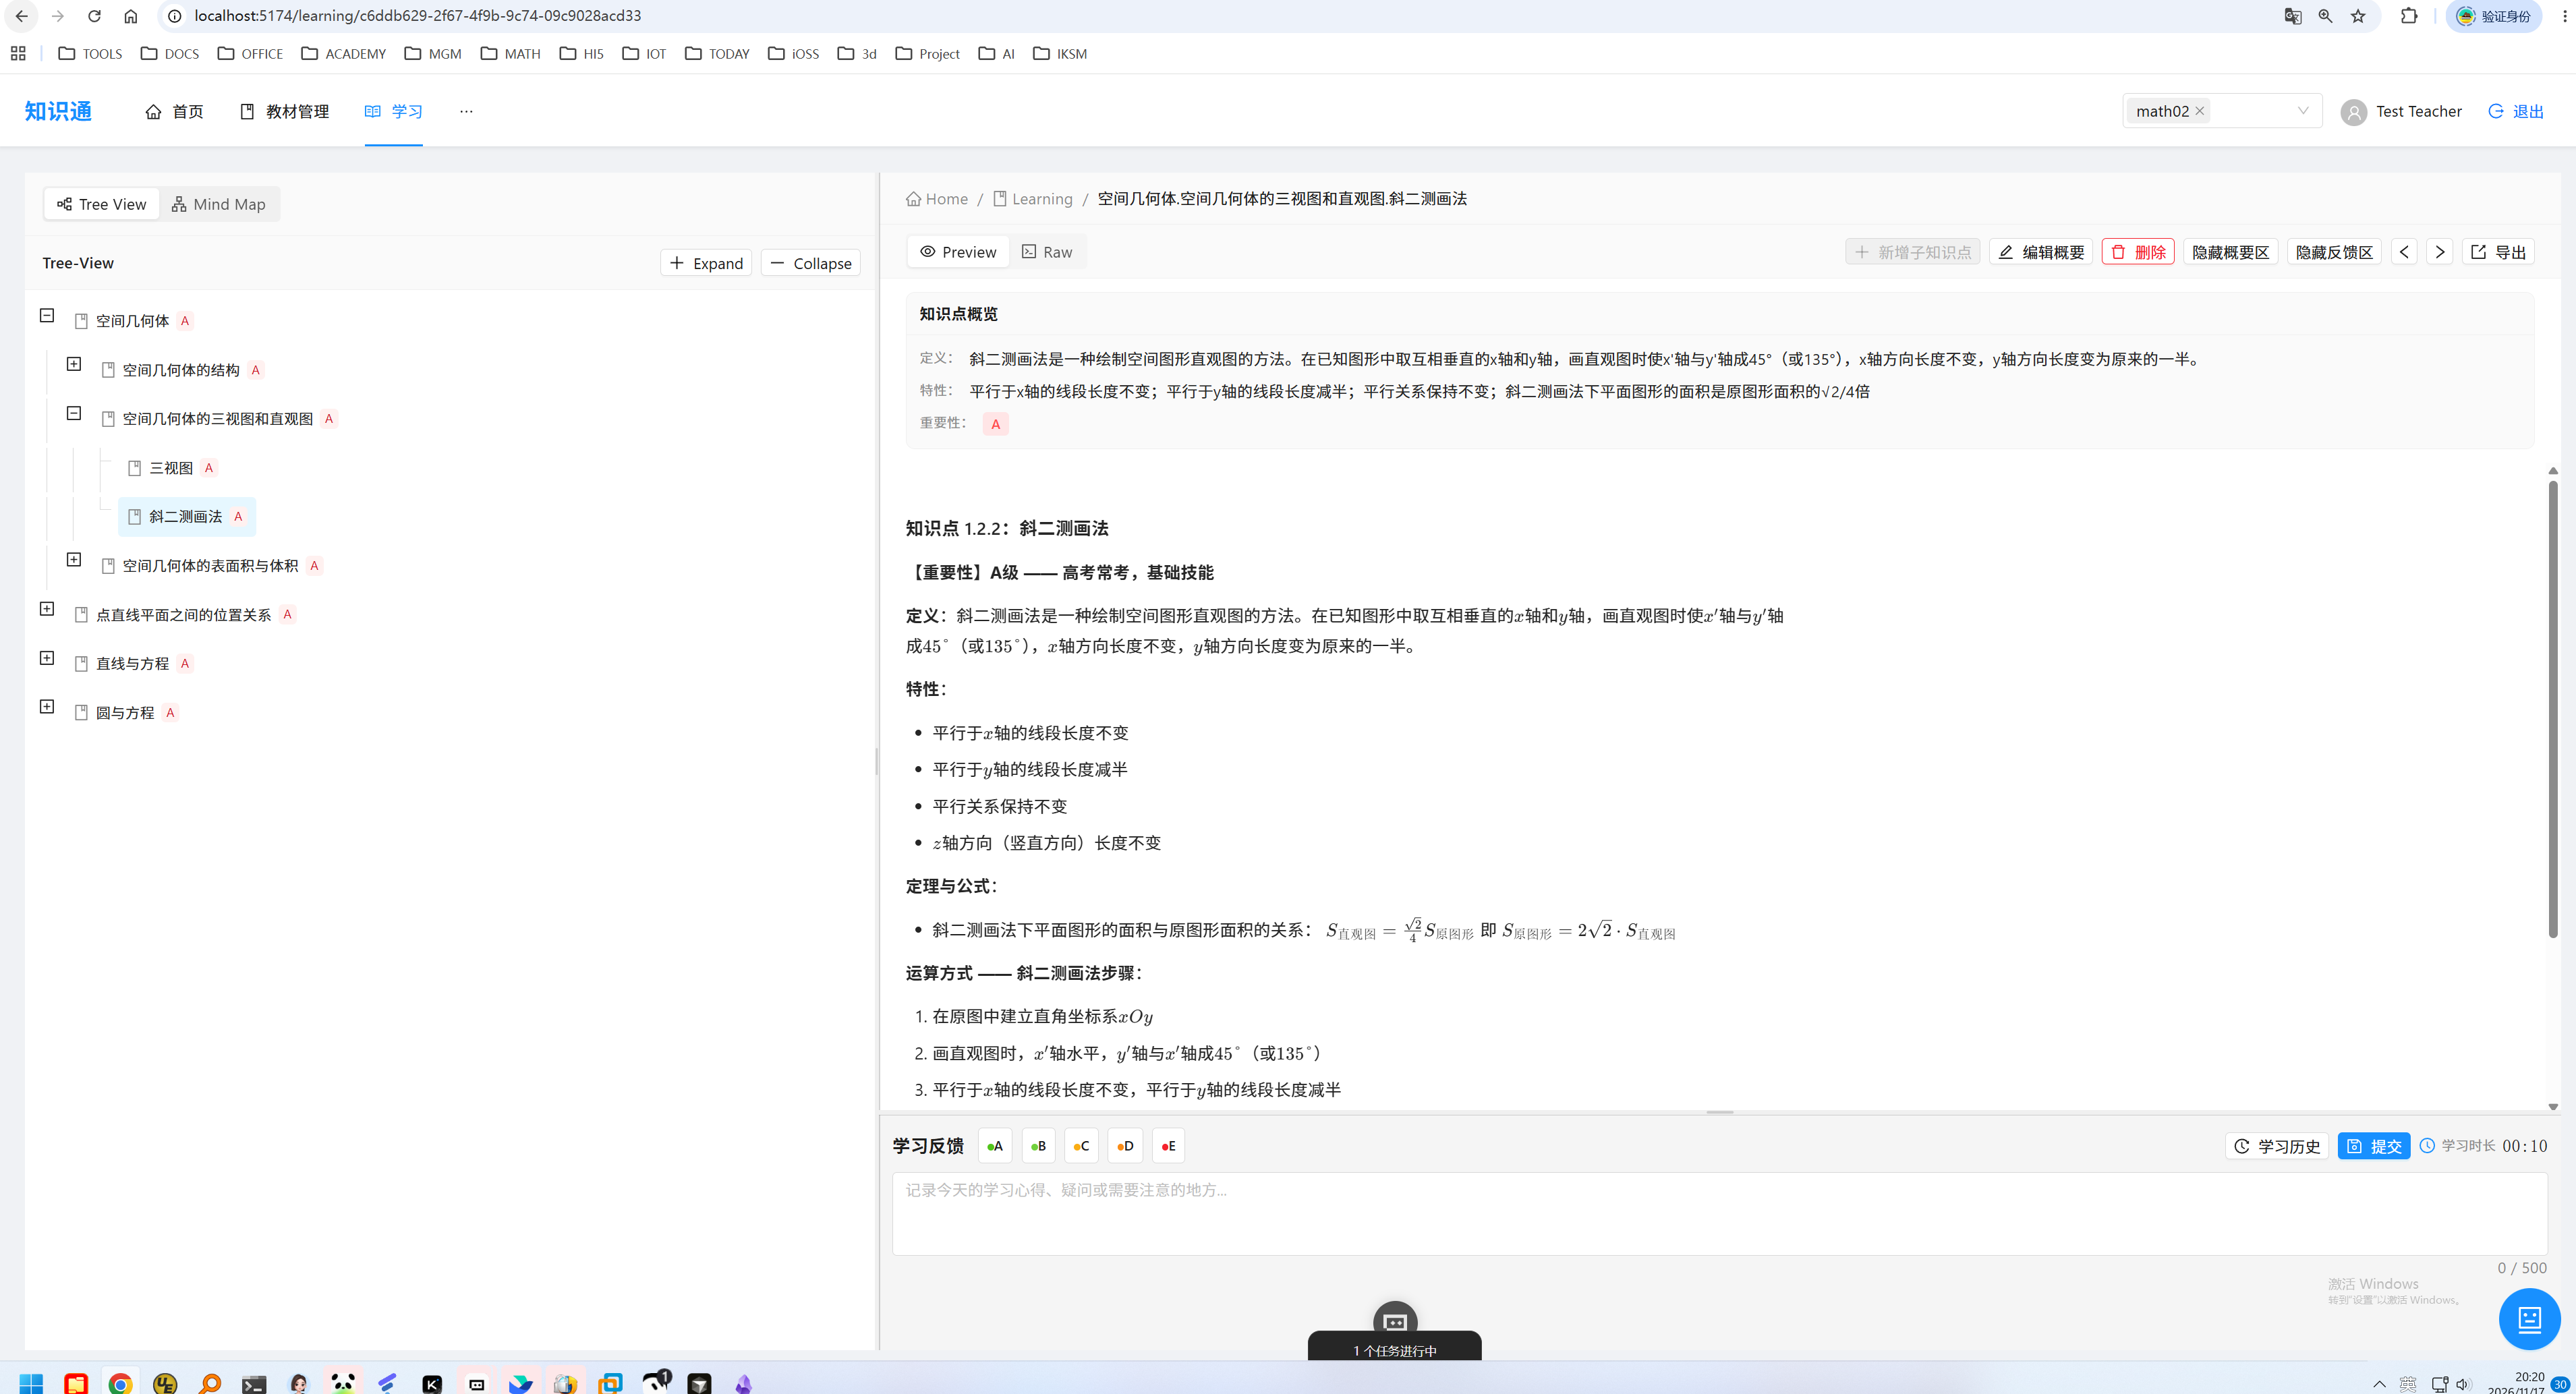 localhost:5174/learning/c6ddb629-2f67-4f9b-9c74-09c9028acd33
验证身份
TOOLS DOCS OFFICE ACADEMY MGM MATH HI5 IOT TODAY iOSS 3d Project AI IKSM
知识通 首页 教材管理 学习 ··· math02 × Test Teacher 退出
Tree View Mind Map
Tree-View + Expand — Collapse
空间几何体 A
空间几何体的结构 A
空间几何体的三视图和直观图 A
三视图 A
斜二测画法 A
空间几何体的表面积与体积 A
点直线平面之间的位置关系 A
直线与方程 A
圆与方程 A
Home / Learning / 空间几何体.空间几何体的三视图和直观图.斜二测画法
Preview Raw + 新增子知识点 编辑概要 删除 隐藏概要区 隐藏反馈区 < > 导出
知识点概览
定义: 斜二测画法是一种绘制空间图形直观图的方法。在已知图形中取互相垂直的x轴和y轴，画直观图时使x'轴与y'轴成45°（或135°），x轴方向长度不变，y轴方向长度变为原来的一半。
特性: 平行于x轴的线段长度不变；平行于y轴的线段长度减半；平行关系保持不变；斜二测画法下平面图形的面积是原图形面积的√2/4倍
重要性: A
知识点 1.2.2：斜二测画法
【重要性】A级 —— 高考常考，基础技能
定义：斜二测画法是一种绘制空间图形直观图的方法。在已知图形中取互相垂直的x轴和y轴，画直观图时使x′轴与y′轴
成45°（或135°），x轴方向长度不变，y轴方向长度变为原来的一半。
特性：
• 平行于x轴的线段长度不变
• 平行于y轴的线段长度减半
• 平行关系保持不变
• z轴方向（竖直方向）长度不变
定理与公式：
• 斜二测画法下平面图形的面积与原图形面积的关系： S直观图 = √2/4 S原图形 即 S原图形 = 2√2 · S直观图
运算方式 —— 斜二测画法步骤：
1. 在原图中建立直角坐标系xOy
2. 画直观图时，x′轴水平，y′轴与x′轴成45°（或135°）
3. 平行于x轴的线段长度不变，平行于y轴的线段长度减半
学习反馈 A B C D E 学习历史 提交 学习时长 00:10
记录今天的学习心得、疑问或需要注意的地方...
0 / 500
激活 Windows
转到"设置"以激活 Windows。
1 个任务进行中
1
英 20:20
2026/11/17
30